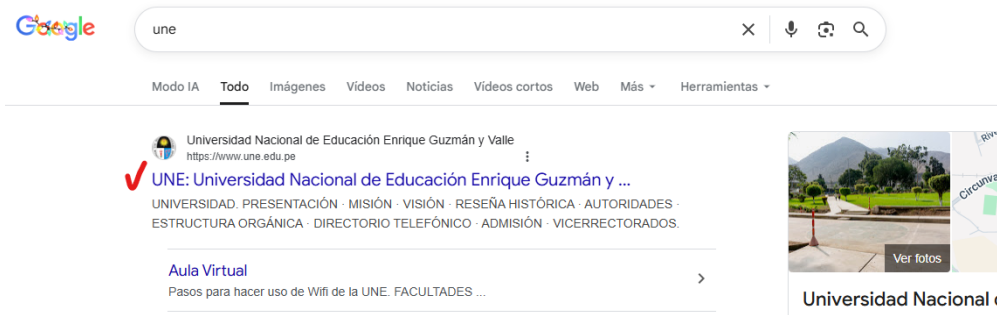 Google
une
Modo IA Todo Imágenes Vídeos Noticias Vídeos cortos Web Más Herramientas
Universidad Nacional de Educación Enrique Guzmán y Valle
https://www.une.edu.pe
UNE: Universidad Nacional de Educación Enrique Guzmán y ...
UNIVERSIDAD. PRESENTACIÓN · MISIÓN · VISIÓN · RESEÑA HISTÓRICA · AUTORIDADES ·
ESTRUCTURA ORGÁNICA · DIRECTORIO TELEFÓNICO · ADMISIÓN · VICERRECTORADOS.
Aula Virtual
Pasos para hacer uso de Wifi de la UNE. FACULTADES ...
Ver fotos
Universidad Nacional